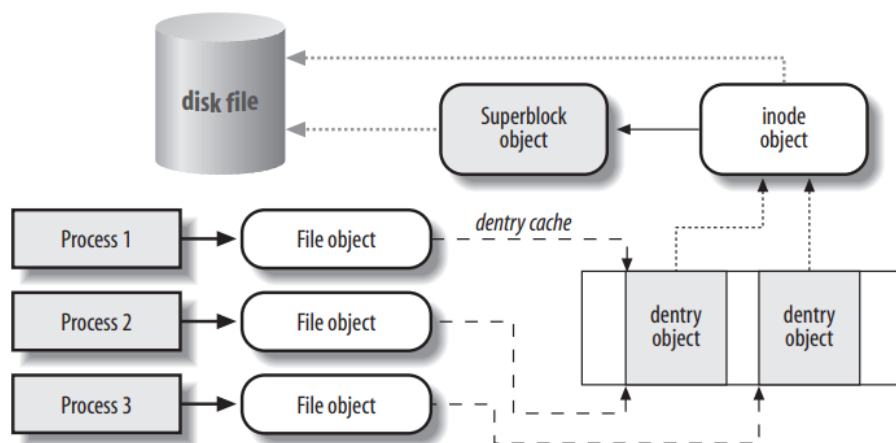 disk file
Superblock
object
inode
object
Process 1
File object
dentry cache
Process 2
File object
dentry
object
dentry
object
Process 3
File object